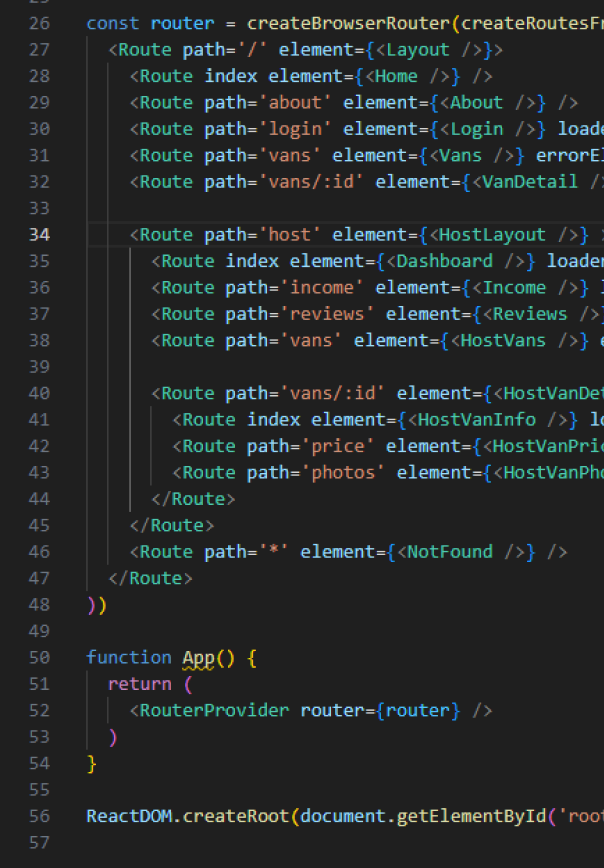 26 const router = createBrowserRouter(createRoutesFr
27 <Route path='/' element={<Layout />}>
28 <Route index element={<Home />} />
29 <Route path='about' element={<About />} />
30 <Route path='login' element={<Login />} loade
31 <Route path='vans' element={<Vans />} errorEl
32 <Route path='vans/:id' element={<VanDetail />
33
34 <Route path='host' element={<HostLayout />} >
35 <Route index element={<Dashboard />} loader
36 <Route path='income' element={<Income />} l
37 <Route path='reviews' element={<Reviews />}
38 <Route path='vans' element={<HostVans />} e
39
40 <Route path='vans/:id' element={<HostVanDet
41 <Route index element={<HostVanInfo />} lo
42 <Route path='price' element={<HostVanPric
43 <Route path='photos' element={<HostVanPho
44 </Route>
45 </Route>
46 <Route path='*' element={<NotFound />} />
47 </Route>
48 ))
49
50 function App() {
51 return (
52 <RouterProvider router={router} />
53 )
54 }
55
56 ReactDOM.createRoot(document.getElementById('root
57